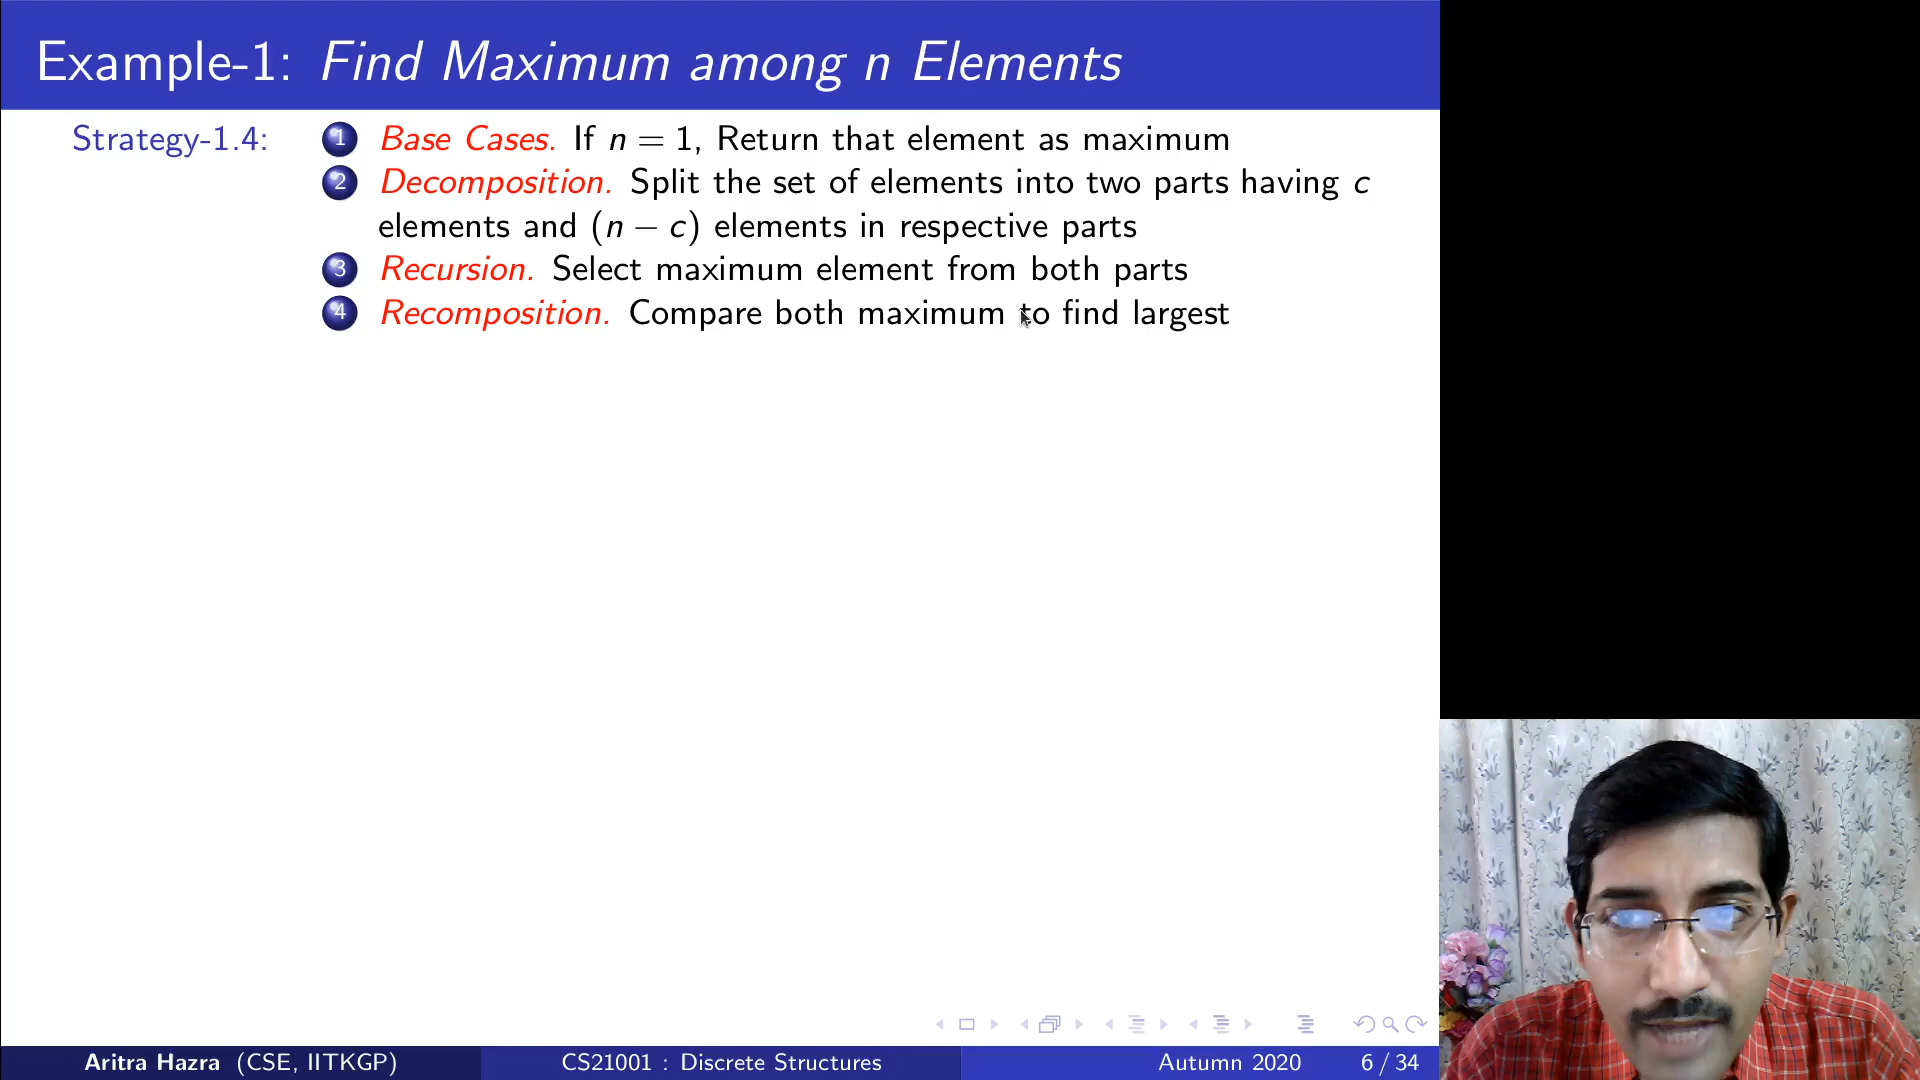 Example-1: Find Maximum among n Elements
Strategy-1.4: 1 Base Cases. If n = 1, Return that element as maximum
2 Decomposition. Split the set of elements into two parts having c
elements and (n − c) elements in respective parts
3 Recursion. Select maximum element from both parts
4 Recomposition. Compare both maximum to find largest
Aritra Hazra (CSE, IITKGP) CS21001 : Discrete Structures Autumn 2020 6 / 34